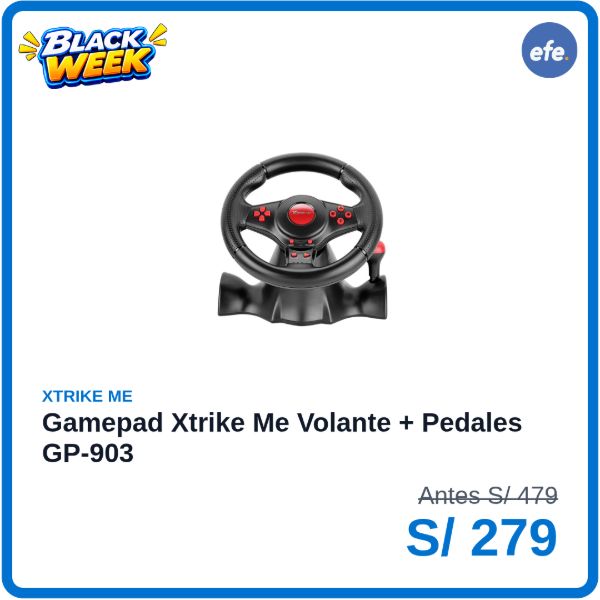 BLACK
WEEK
efe.
XTRIKE ME
Gamepad Xtrike Me Volante + Pedales
GP-903
Antes S/ 479
S/ 279